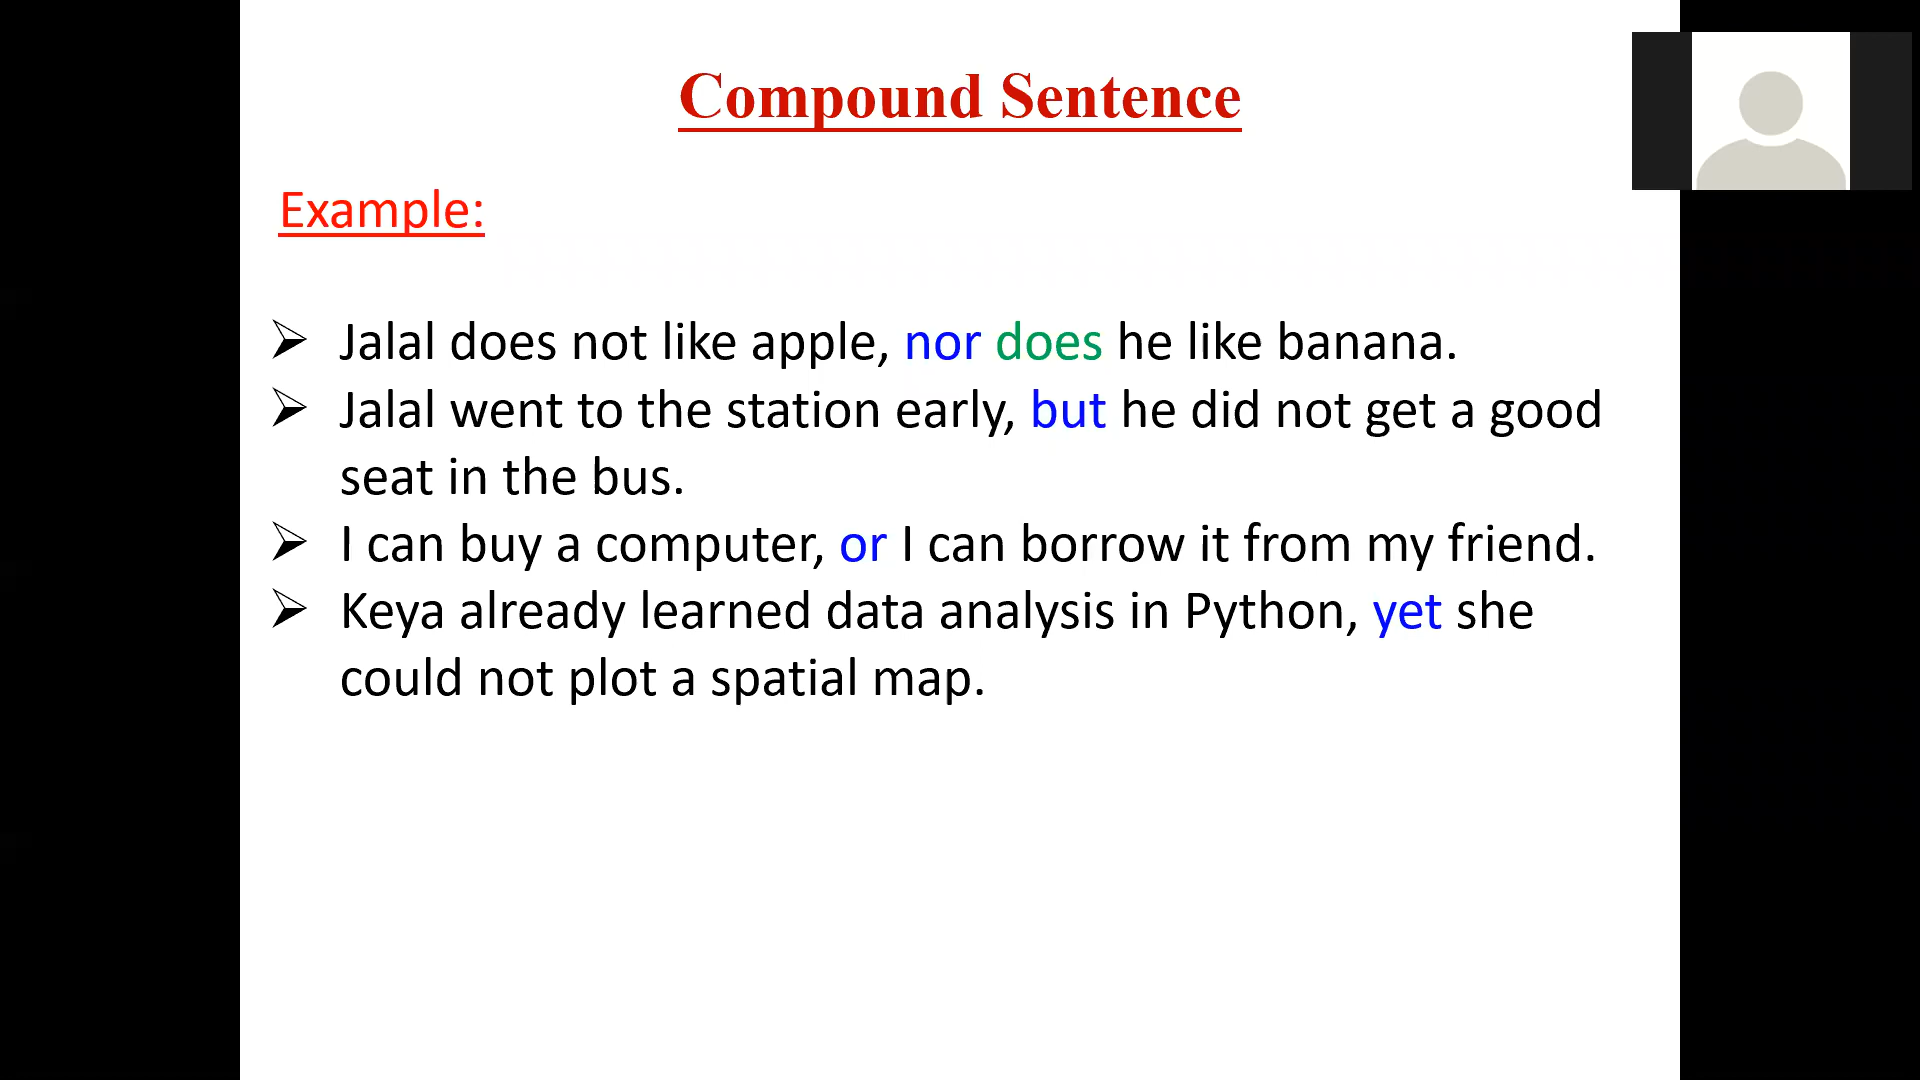 Compound Sentence
Example:
➢ Jalal does not like apple, nor does he like banana.
➢ Jalal went to the station early, but he did not get a good
seat in the bus.
➢ I can buy a computer, or I can borrow it from my friend.
➢ Keya already learned data analysis in Python, yet she
could not plot a spatial map.